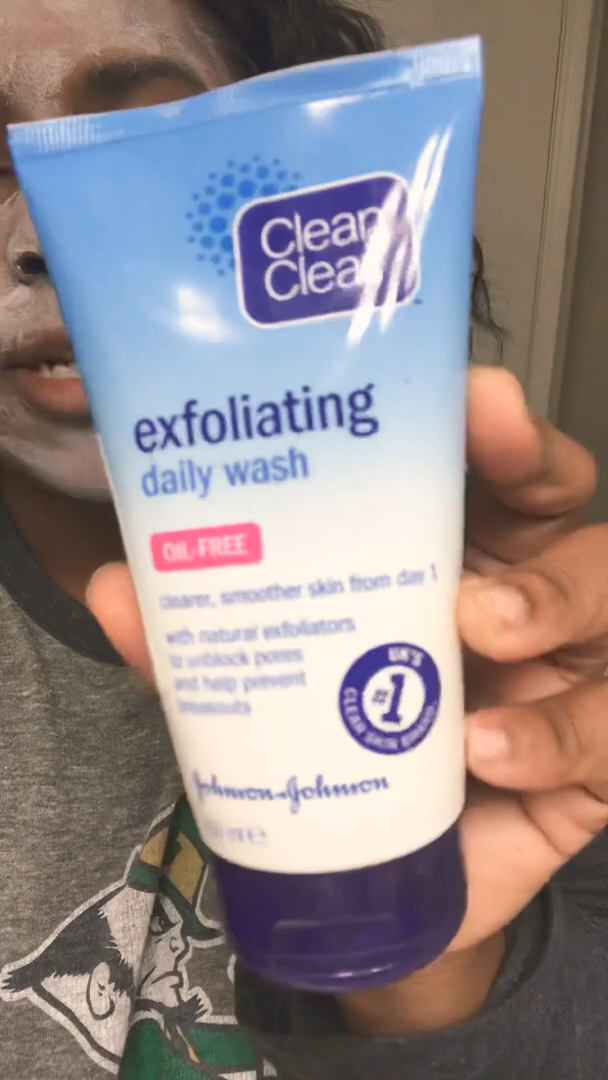 Clean
Clear
exfoliating
daily wash
OIL-FREE
clearer, smoother skin from day 1
with natural exfoliators
to unblock pores
and help prevent
breakouts
UK'S
#1
CLEAR SKIN BRAND
Johnson & Johnson